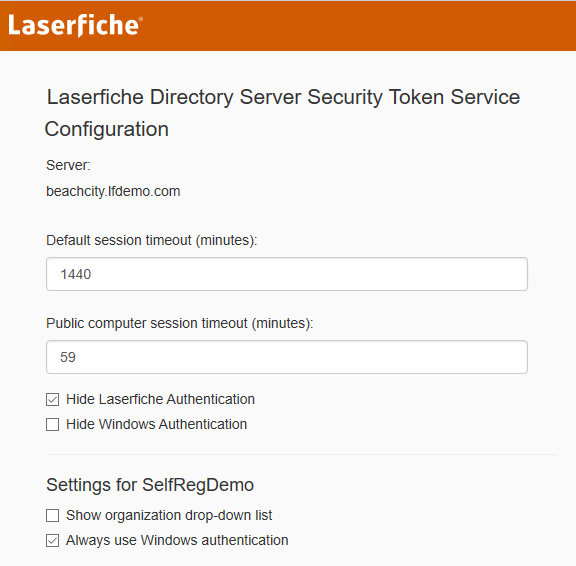 Laserfiche®
Laserfiche Directory Server Security Token Service
Configuration
Server:
beachcity.lfdemo.com
Default session timeout (minutes):
1440
Public computer session timeout (minutes):
59
Hide Laserfiche Authentication
Hide Windows Authentication
Settings for SelfRegDemo
Show organization drop-down list
Always use Windows authentication